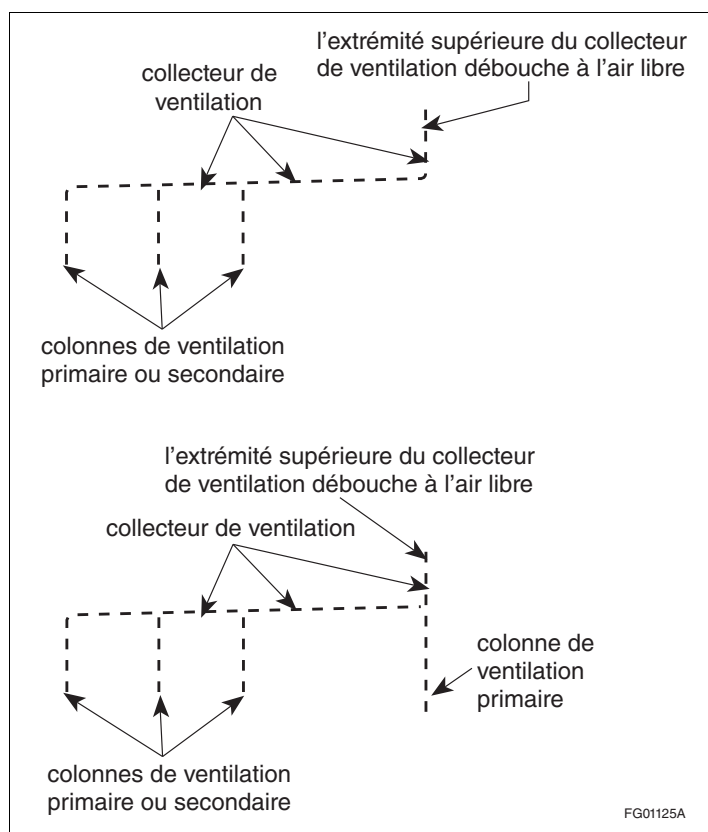 l'extrémité supérieure du collecteur
de ventilation débouche à l'air libre
collecteur de
ventilation
colonnes de ventilation
primaire ou secondaire
l'extrémité supérieure du collecteur
de ventilation débouche à l'air libre
collecteur de ventilation
colonne de
ventilation
primaire
colonnes de ventilation
primaire ou secondaire
FG01125A